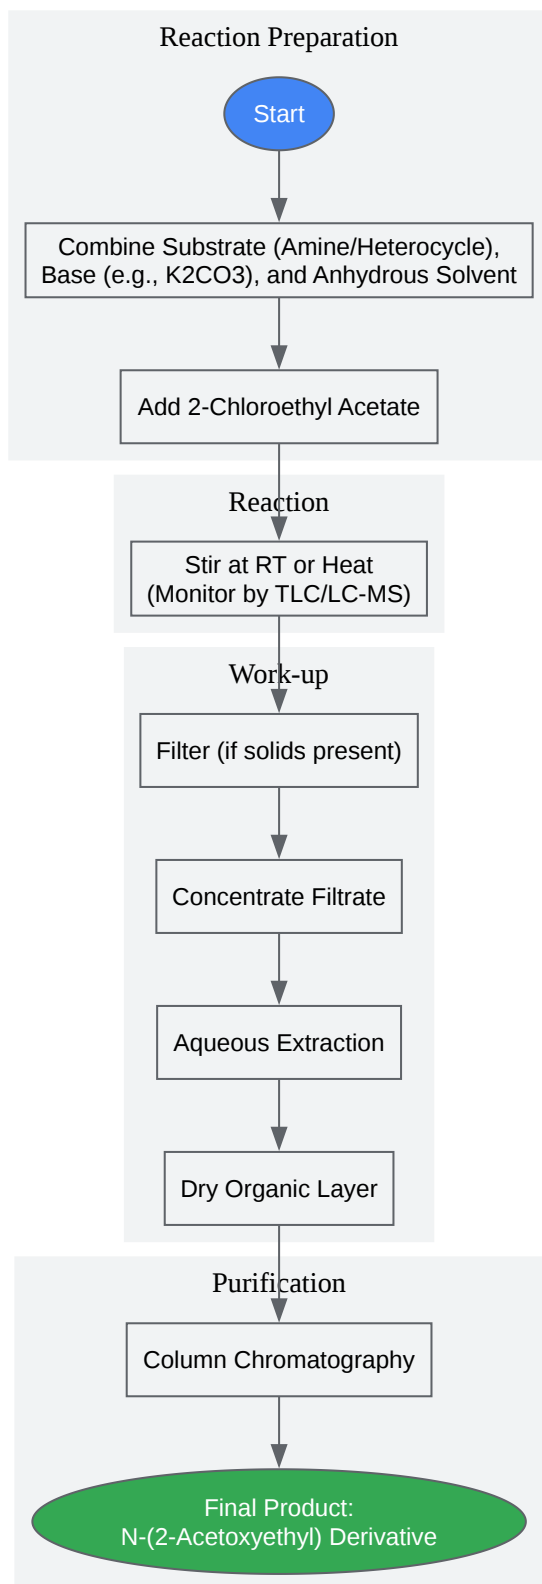 Reaction Preparation
Start
Combine Substrate (Amine/Heterocycle),
Base (e.g., K2CO3), and Anhydrous Solvent
Add 2-Chloroethyl Acetate
Reaction
Stir at RT or Heat
(Monitor by TLC/LC-MS)
Work-up
Filter (if solids present)
Concentrate Filtrate
Aqueous Extraction
Dry Organic Layer
Purification
Column Chromatography
Final Product:
N-(2-Acetoxyethyl) Derivative